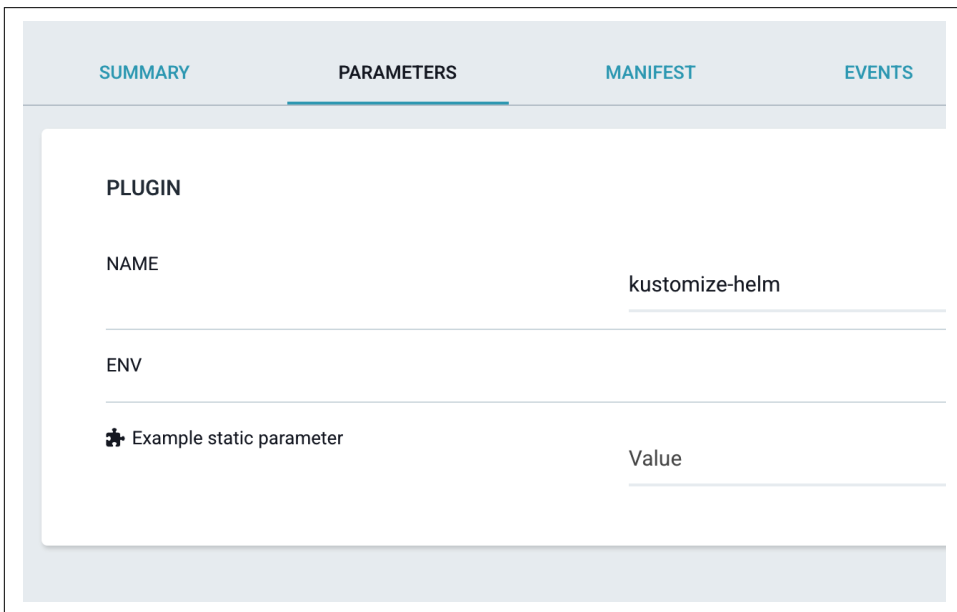 SUMMARY PARAMETERS MANIFEST EVENTS
PLUGIN
NAME
kustomize-helm
ENV
Example static parameter
Value